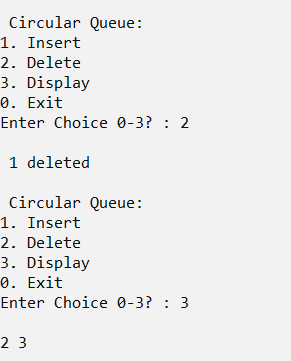 Circular Queue:
1. Insert
2. Delete
3. Display
0. Exit
Enter Choice 0-3? : 2
1 deleted
Circular Queue:
1. Insert
2. Delete
3. Display
0. Exit
Enter Choice 0-3? : 3
2 3